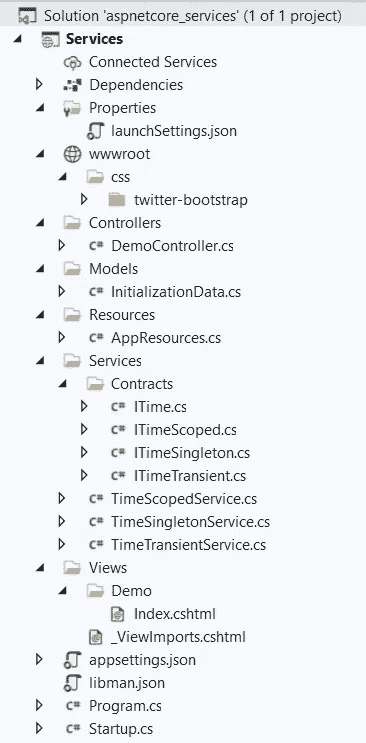 Solution 'aspnetcore_services' (1 of 1 project)
Services
Connected Services
Dependencies
Properties
launchSettings.json
wwwroot
css
twitter-bootstrap
Controllers
C# DemoController.cs
Models
C# InitializationData.cs
Resources
C# AppResources.cs
Services
Contracts
C# ITime.cs
C# ITimeScoped.cs
C# ITimeSingleton.cs
C# ITimeTransient.cs
C# TimeScopedService.cs
C# TimeSingletonService.cs
C# TimeTransientService.cs
Views
Demo
Index.cshtml
_ViewImports.cshtml
appsettings.json
libman.json
C# Program.cs
C# Startup.cs